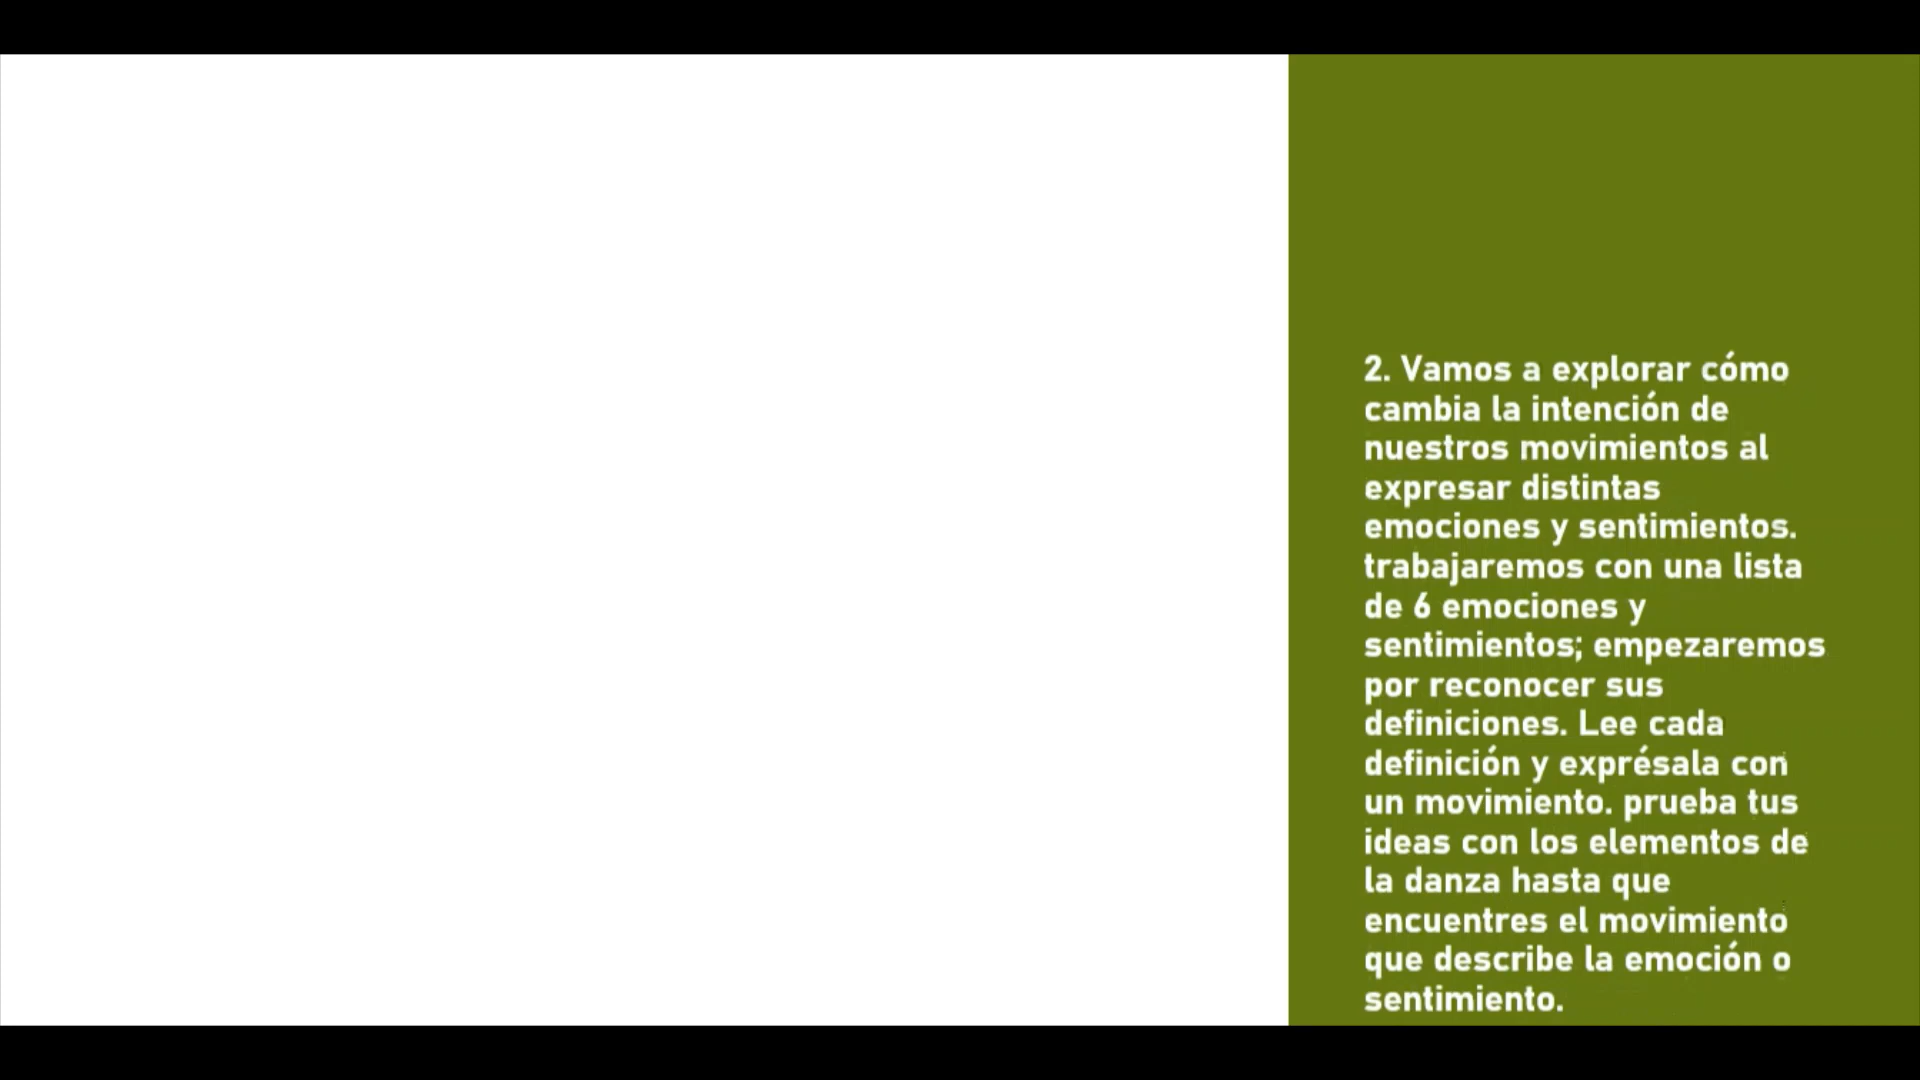 2. Vamos a explorar cómo
cambia la intención de
nuestros movimientos al
expresar distintas
emociones y sentimientos.
trabajaremos con una lista
de 6 emociones y
sentimientos; empezaremos
por reconocer sus
definiciones. Lee cada
definición y exprésala con
un movimiento. prueba tus
ideas con los elementos de
la danza hasta que
encuentres el movimiento
que describe la emoción o
sentimiento.